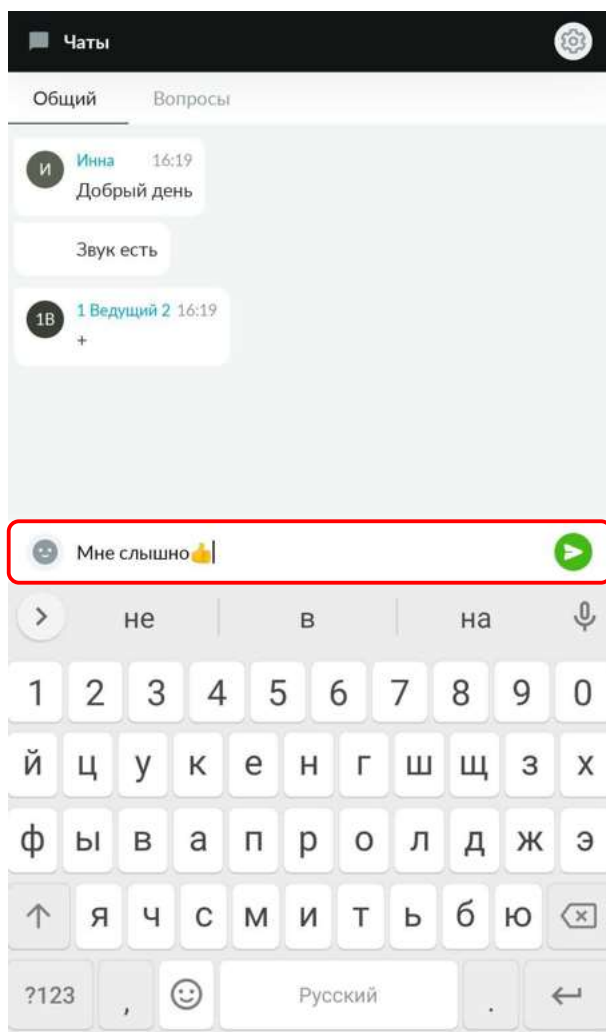 Чаты
Общий Вопросы
И Инна 16:19
Добрый день
Звук есть
1В 1 Ведущий 2 16:19
+
Мне слышно👍
не в на
1 2 3 4 5 6 7 8 9 0
й ц у к е н г ш щ з х
ф ы в а п р о л д ж э
я ч с м и т ь б ю
?123 , Русский .